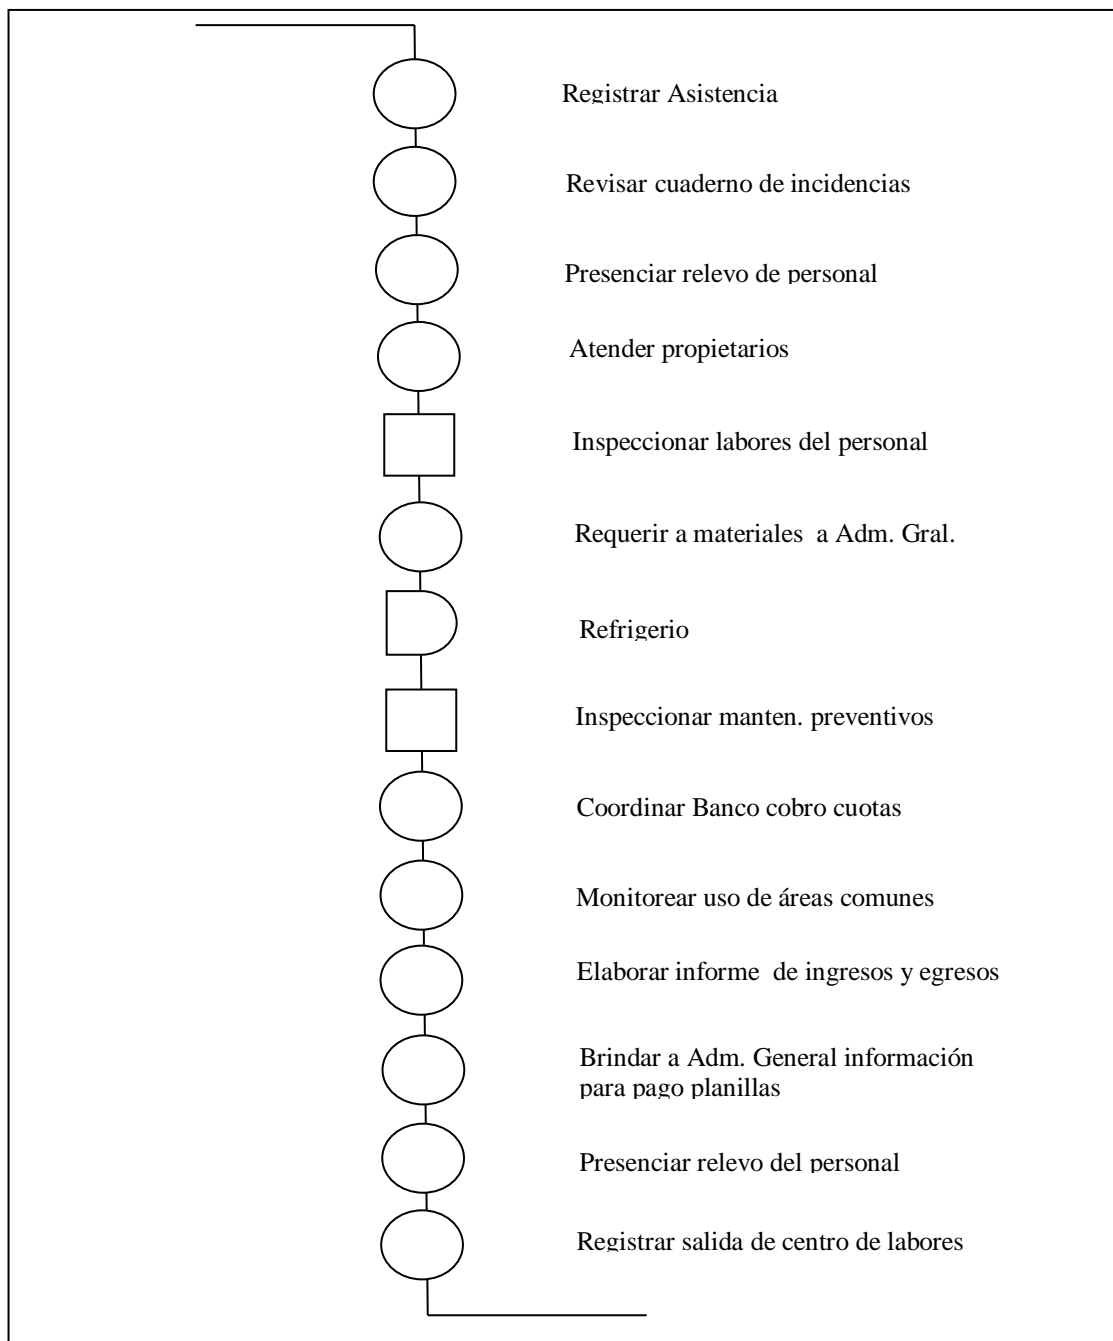 Registrar Asistencia
Revisar cuaderno de incidencias
Presenciar relevo de personal
Atender propietarios
Inspeccionar labores del personal
Requerir a materiales  a Adm. Gral.
Refrigerio
Inspeccionar manten. preventivos
Coordinar Banco cobro cuotas
Monitorear uso de áreas comunes
Elaborar informe  de ingresos y egresos
Brindar a Adm. General información
para pago planillas
Presenciar relevo del personal
Registrar salida de centro de labores